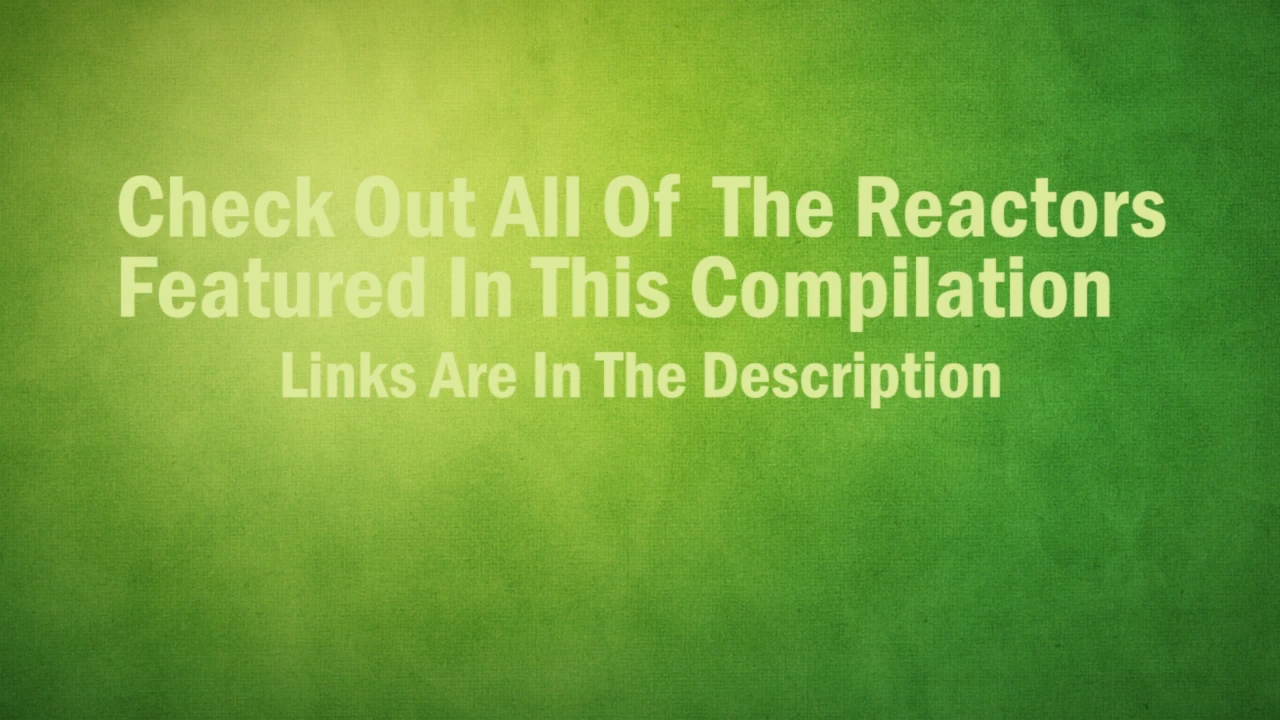 Check Out All Of The Reactors
Featured In This Compilation
Links Are In The Description